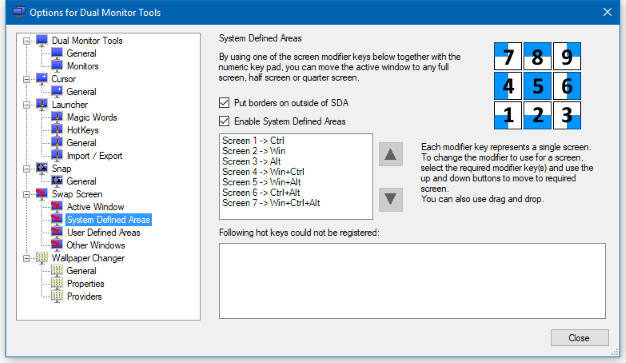 Options for Dual Monitor Tools
Dual Monitor Tools
General
Monitors
Cursor
General
Launcher
Magic Words
HotKeys
General
Import / Export
Snap
General
Swap Screen
Active Window
System Defined Areas
User Defined Areas
Other Windows
Wallpaper Changer
General
Properties
Providers
System Defined Areas
By using one of the screen modifier keys below together with the
numeric key pad, you can move the active window to any full
screen, half screen or quarter screen.
Put borders on outside of SDA
Enable System Defined Areas
Screen 1 -> Ctrl
Screen 2 -> Win
Screen 3 -> Alt
Screen 4 -> Win+Ctrl
Screen 5 -> Win+Alt
Screen 6 -> Ctrl+Alt
Screen 7 -> Win+Ctrl+Alt
7 8 9
4 5 6
1 2 3
Each modifier key represents a single screen.
To change the modifier to use for a screen,
select the required modifier key(s) and use the
up and down buttons to move to required
screen.
You can also use drag and drop.
Following hot keys could not be registered:
Close